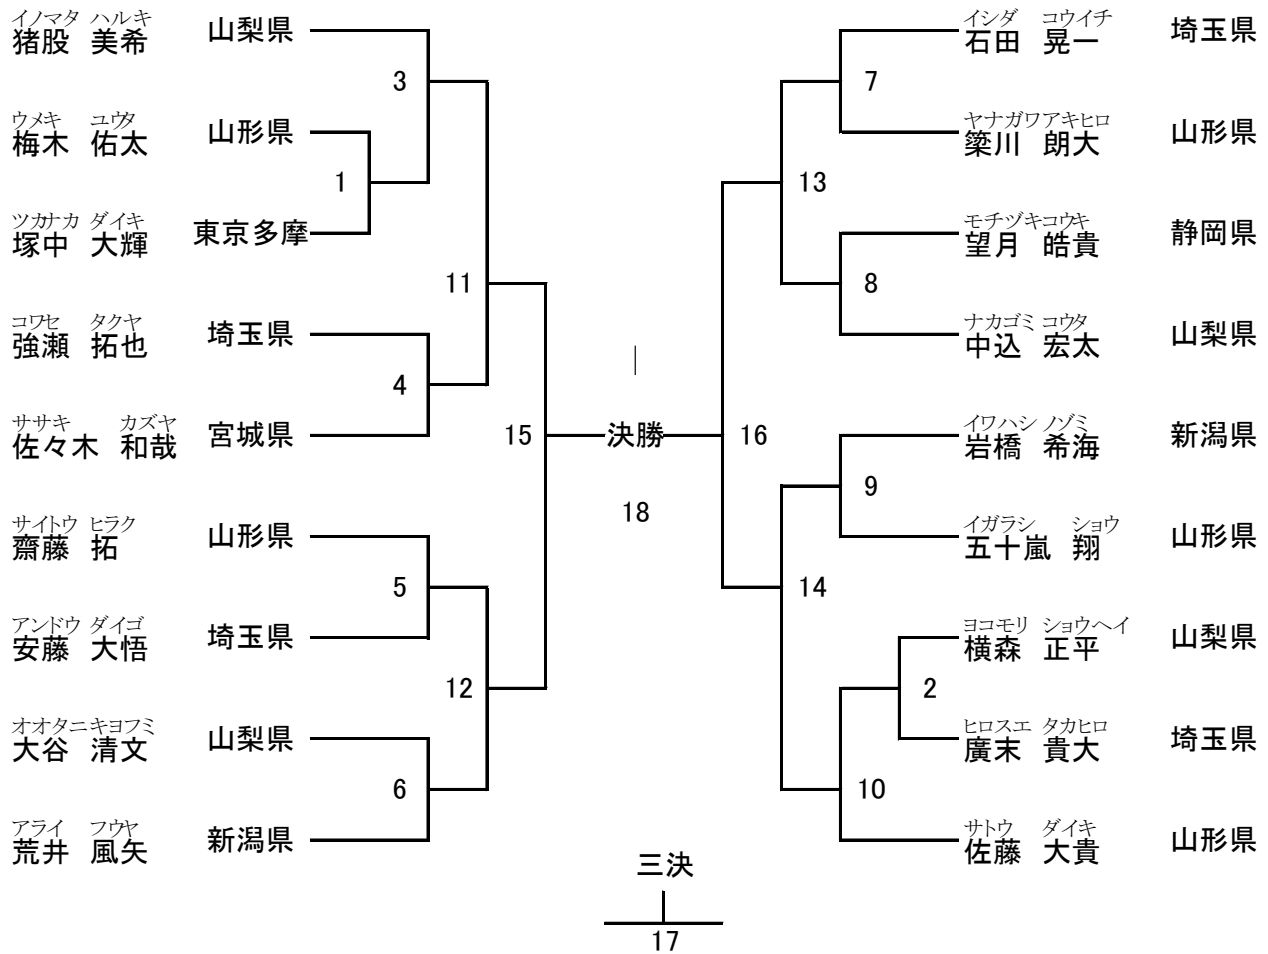 イノマタ ハルキ
猪股 美希 山梨県
3
ウメキ ユウタ
梅木 佑太 山形県
1
ツカナカ ダイキ
塚中 大輝 東京多摩
11
コワセ タクヤ
強瀬 拓也 埼玉県
4
ササキ カズヤ
佐々木 和哉 宮城県
15
サイトウ ヒラク
齋藤 拓 山形県
5
アンドウ ダイゴ
安藤 大悟 埼玉県
12
オオタニ キヨフミ
大谷 清文 山梨県
6
アライ フウヤ
荒井 風矢 新潟県
決勝
18
イシダ コウイチ
石田 晃一 埼玉県
7
ヤナガワ アキヒロ
簗川 朗大 山形県
13
モチヅキ コウキ
望月 皓貴 静岡県
8
ナカゴミ コウタ
中込 宏太 山梨県
16
イワハシ ノゾミ
岩橋 希海 新潟県
9
イガラシ ショウ
五十嵐 翔 山形県
14
ヨコモリ ショウヘイ
横森 正平 山梨県
2
ヒロスエ タカヒロ
廣末 貴大 埼玉県
10
サトウ ダイキ
佐藤 大貴 山形県
三決
17